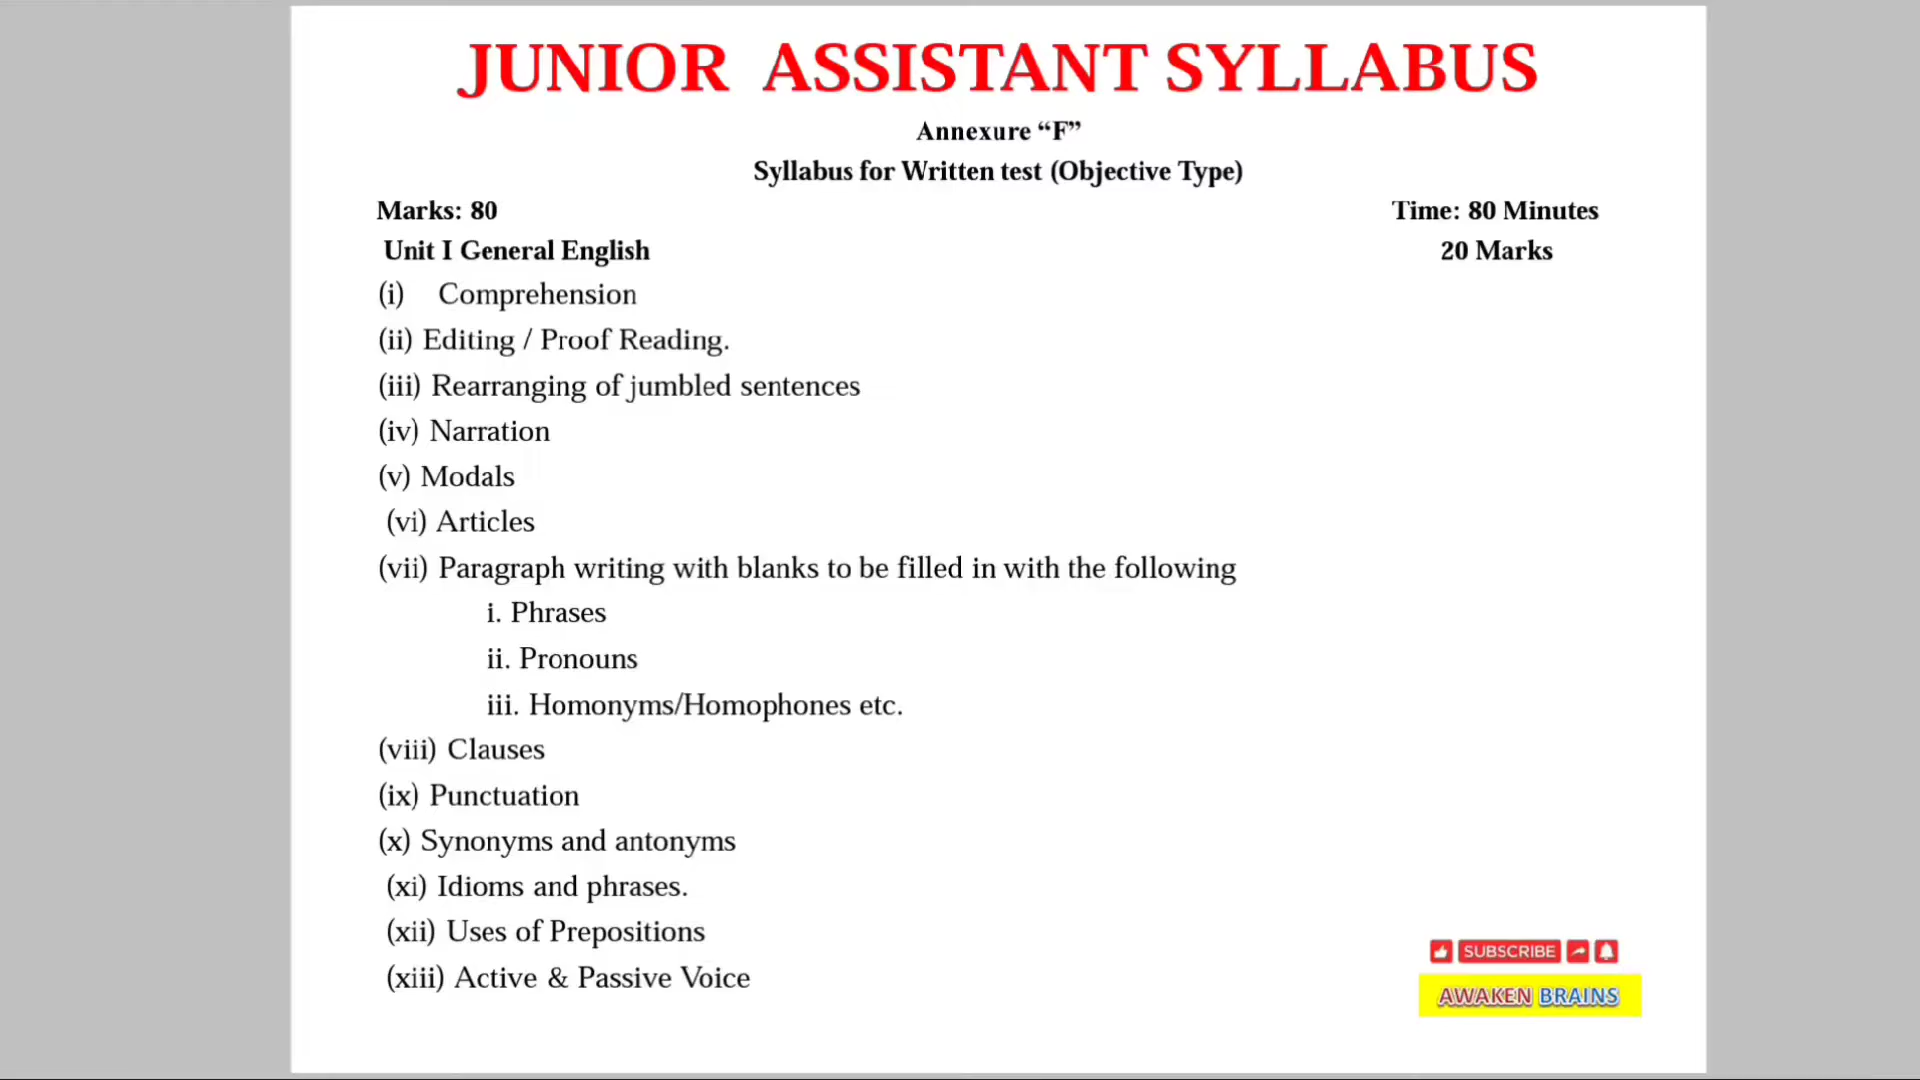 JUNIOR ASSISTANT SYLLABUS
Annexure “F”
Syllabus for Written test (Objective Type)
Marks: 80 Time: 80 Minutes
Unit I General English 20 Marks
(i) Comprehension
(ii) Editing / Proof Reading.
(iii) Rearranging of jumbled sentences
(iv) Narration
(v) Modals
(vi) Articles
(vii) Paragraph writing with blanks to be filled in with the following
i. Phrases
ii. Pronouns
iii. Homonyms/Homophones etc.
(viii) Clauses
(ix) Punctuation
(x) Synonyms and antonyms
(xi) Idioms and phrases.
(xii) Uses of Prepositions
(xiii) Active & Passive Voice
SUBSCRIBE
AWAKEN BRAINS